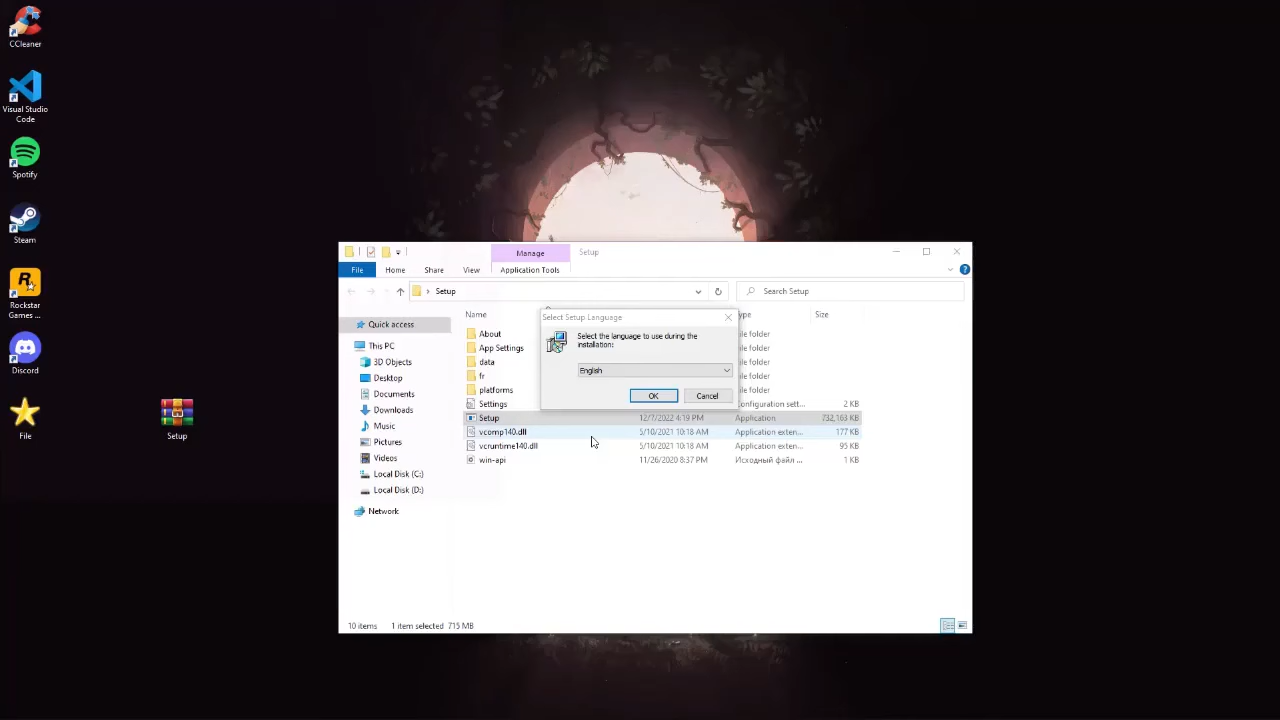 CCleaner
Visual Studio
Code
Spotify
Steam
Rockstar
Games ...
Discord
File
Setup
Manage
Setup
File
Home
Share
View
Application Tools
Setup
Search Setup
Quick access
This PC
3D Objects
Desktop
Documents
Downloads
Music
Pictures
Videos
Local Disk (C:)
Local Disk (D:)
Network
Name
ype
Size
About
ile folder
App Settings
ile folder
data
ile folder
fr
ile folder
platforms
ile folder
Settings
onfiguration sett...
2 KB
Setup
12/7/2022 4:19 PM
Application
732,163 KB
vcomp140.dll
5/10/2021 10:18 AM
Application exten...
177 KB
vcruntime140.dll
5/10/2021 10:18 AM
Application exten...
95 KB
win-api
11/26/2020 8:37 PM
Исходный файл ...
1 KB
Select Setup Language
Select the language to use during the
installation:
English
OK
Cancel
10 items
1 item selected 715 MB